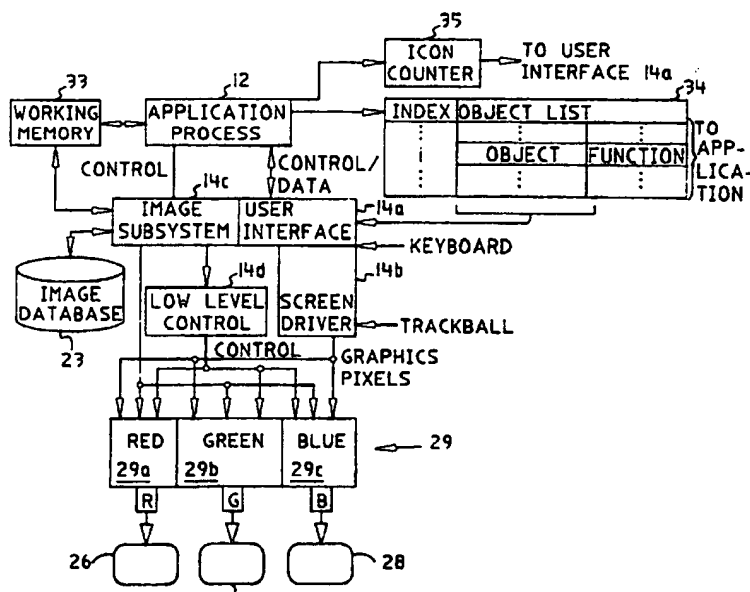 35
ICON
COUNTER
TO USER
INTERFACE 14a
33
12
34
WORKING
MEMORY
APPLICATION
PROCESS
INDEX
OBJECT LIST
OBJECT
FUNCTION
TO
APP-
LICA-
TION
CONTROL
CONTROL/
DATA
14c
14a
IMAGE
SUBSYSTEM
USER
INTERFACE
KEYBOARD
14d
14b
IMAGE
DATABASE
23
LOW LEVEL
CONTROL
SCREEN
DRIVER
TRACKBALL
CONTROL
GRAPHICS
PIXELS
RED
GREEN
BLUE
29
29a
29b
29c
R
G
B
26
28